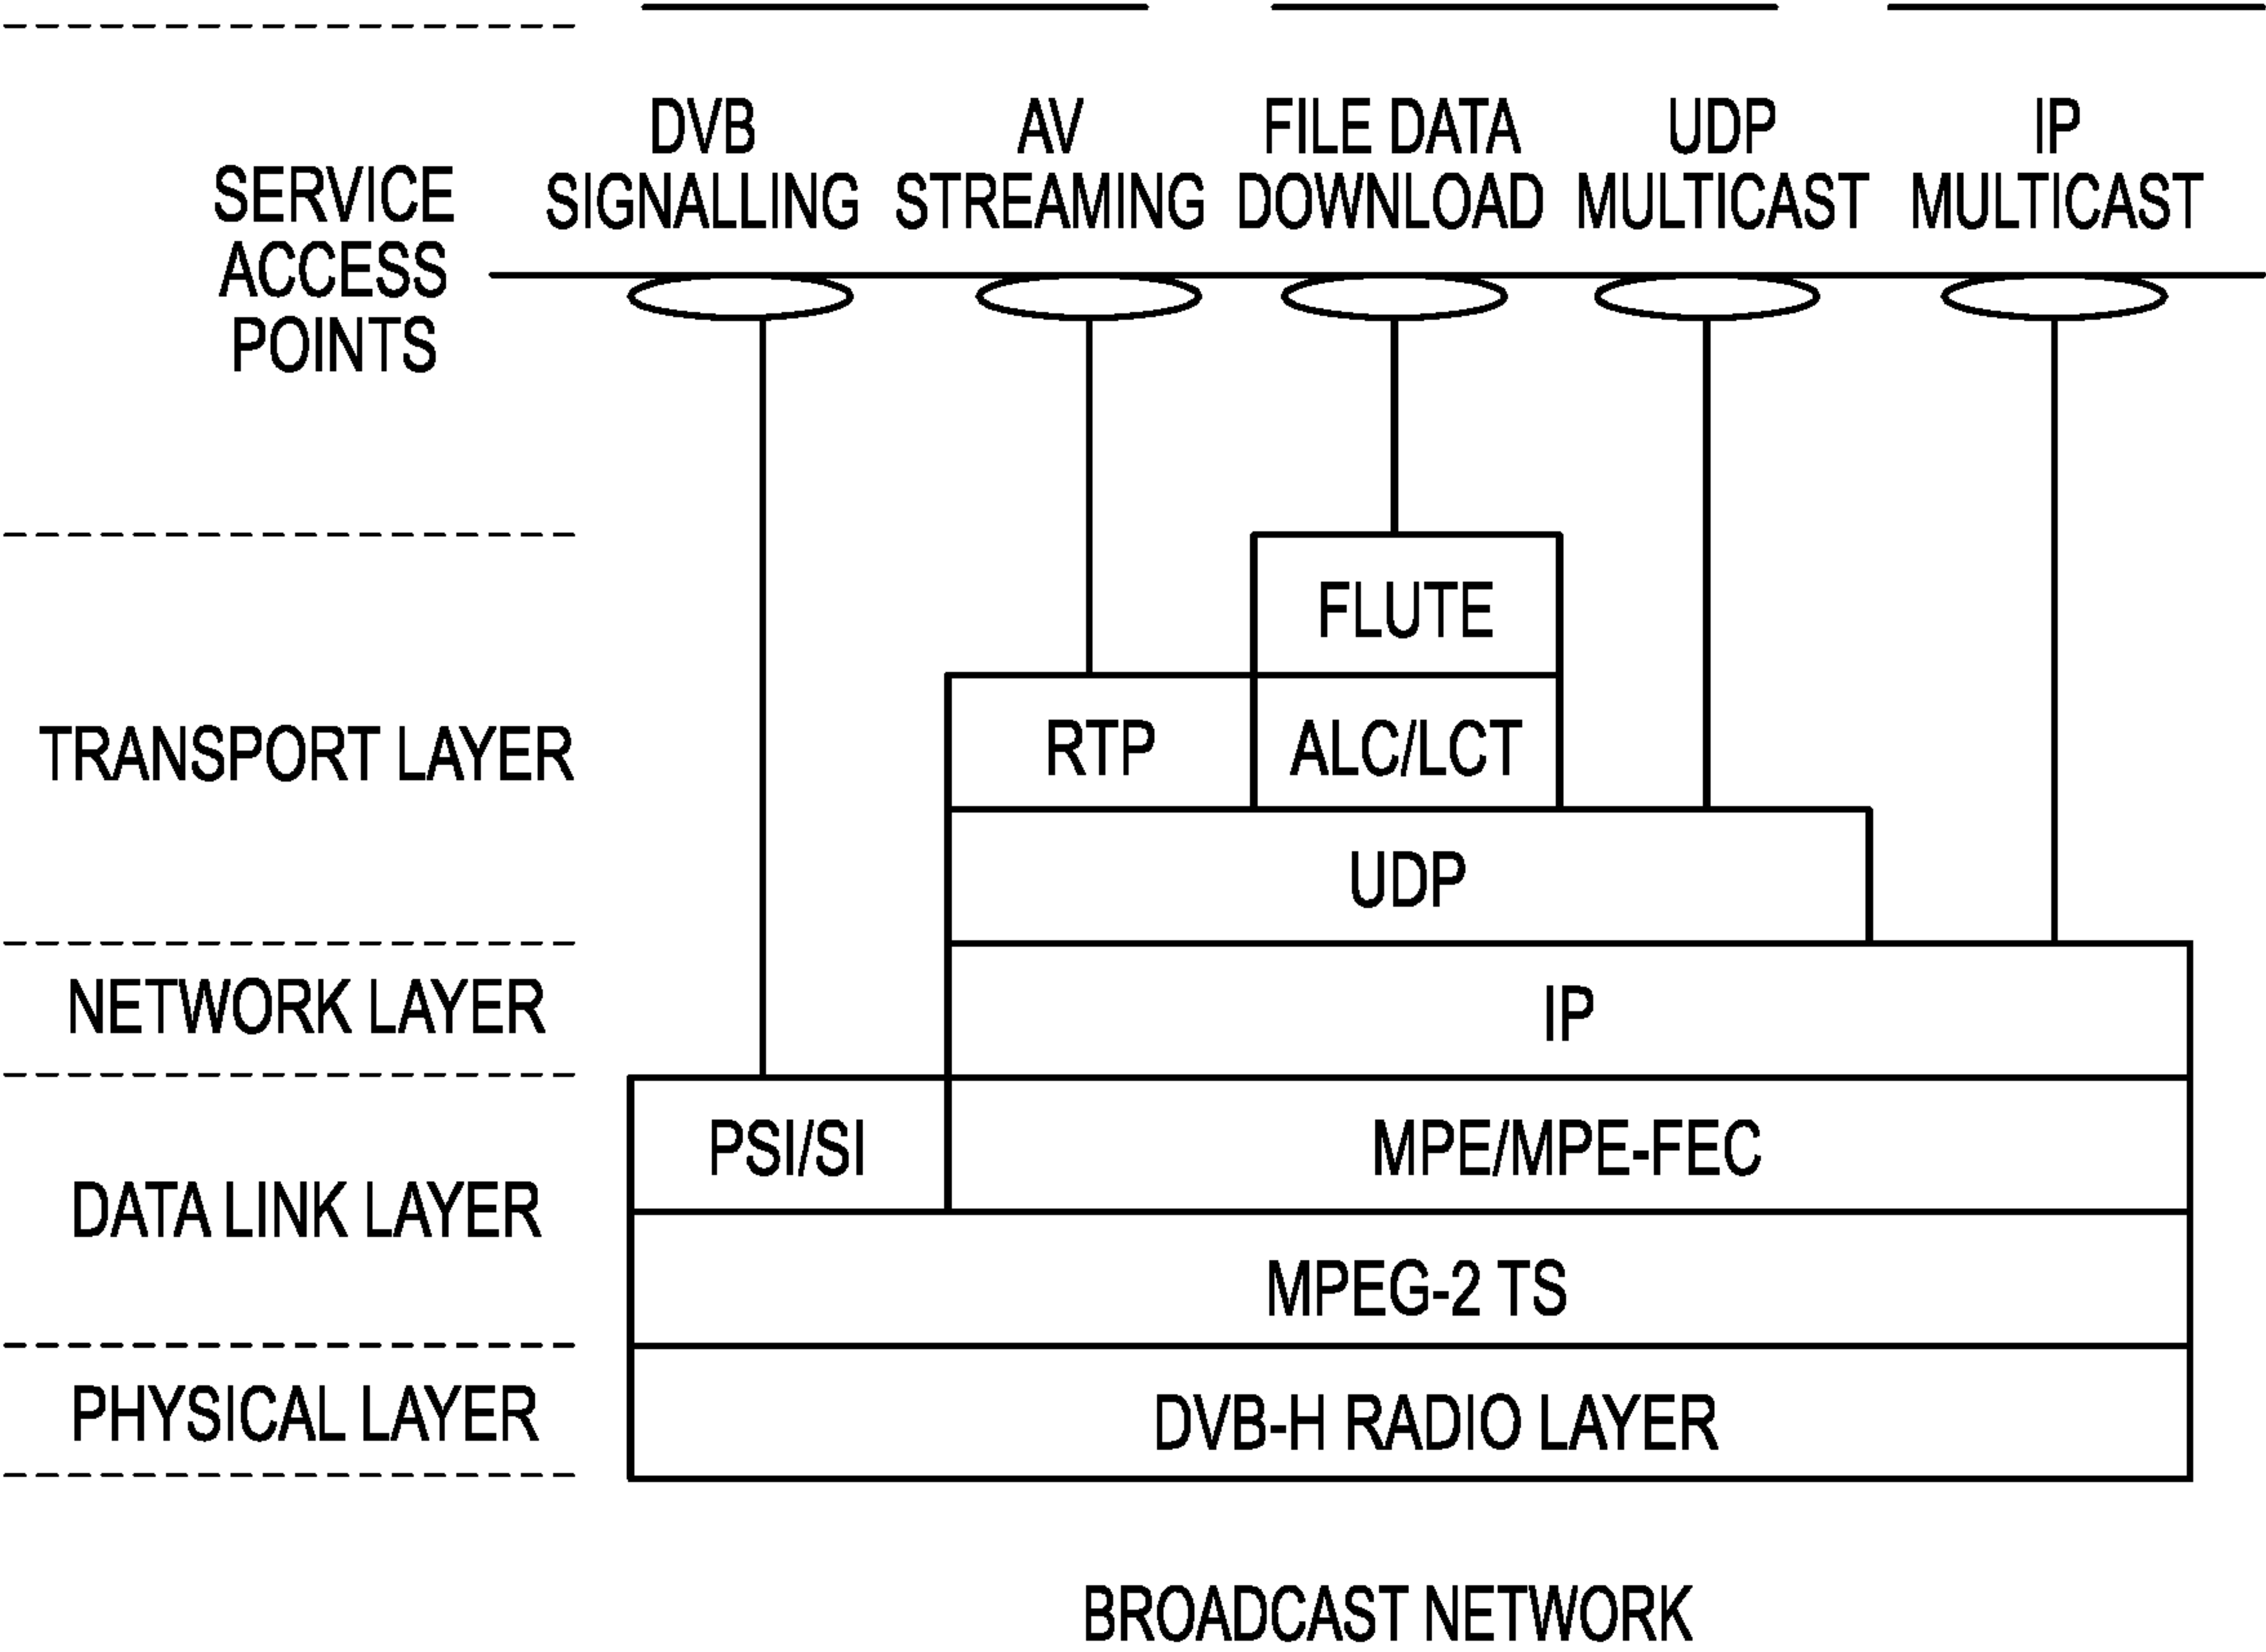 DVB
SIGNALLING
AV
STREAMING
FILE DATA
DOWNLOAD
UDP
MULTICAST
IP
MULTICAST
SERVICE
ACCESS
POINTS
FLUTE
TRANSPORT LAYER
RTP
ALC/LCT
UDP
NETWORK LAYER
IP
DATA LINK LAYER
PSI/SI
MPE/MPE-FEC
MPEG-2 TS
PHYSICAL LAYER
DVB-H RADIO LAYER
BROADCAST NETWORK